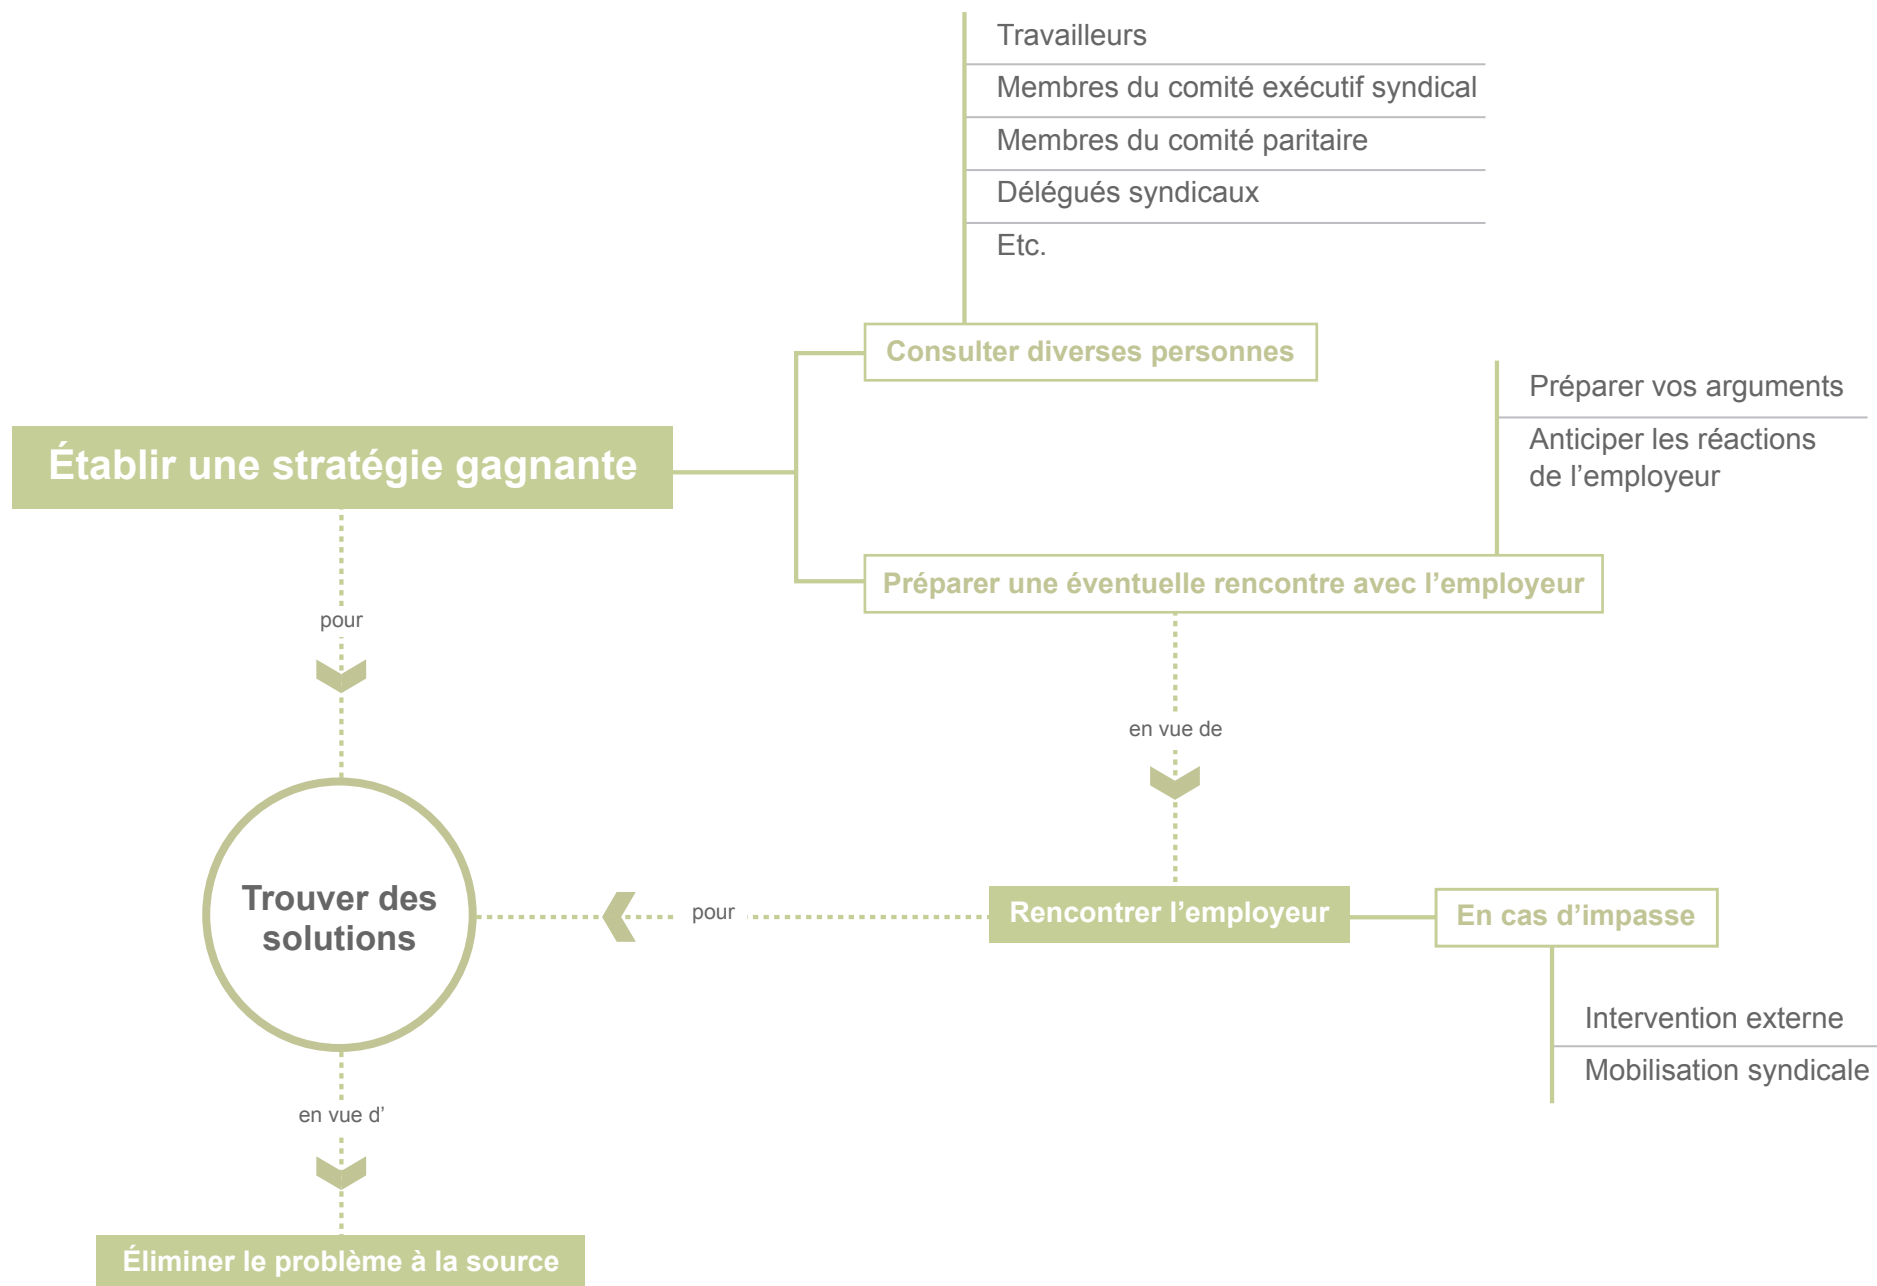 Travailleurs
Membres du comité exécutif syndical
Membres du comité paritaire
Délégués syndicaux
Etc.
Consulter diverses personnes
Préparer vos arguments
Anticiper les réactions
de l’employeur
Établir une stratégie gagnante
Préparer une éventuelle rencontre avec l’employeur
pour
en vue de
Trouver des
solutions
pour
Rencontrer l’employeur
En cas d’impasse
Intervention externe
Mobilisation syndicale
en vue d’
Éliminer le problème à la source